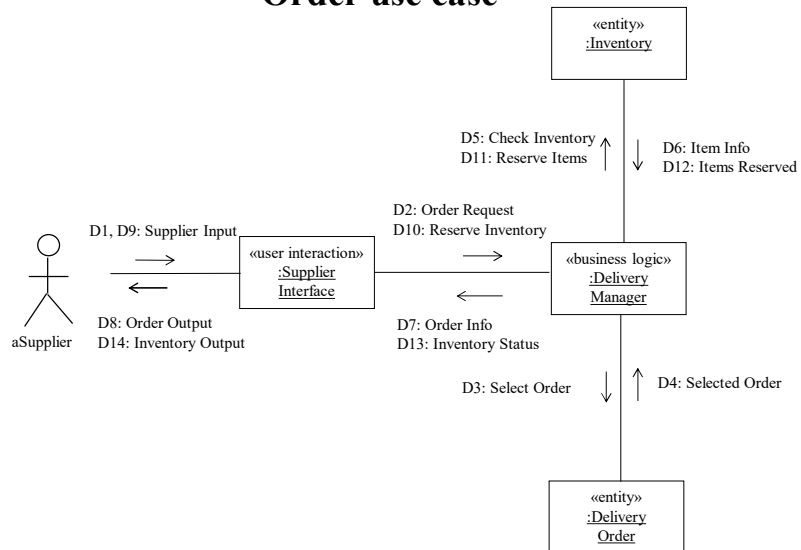 Order use case
«entity»
:Inventory
D5: Check Inventory
D11: Reserve Items
D6: Item Info
D12: Items Reserved
D1, D9: Supplier Input
D2: Order Request
D10: Reserve Inventory
«user interaction»
:Supplier
Interface
«business logic»
:Delivery
Manager
D8: Order Output
D14: Inventory Output
aSupplier
D7: Order Info
D13: Inventory Status
D3: Select Order
D4: Selected Order
«entity»
:Delivery
Order